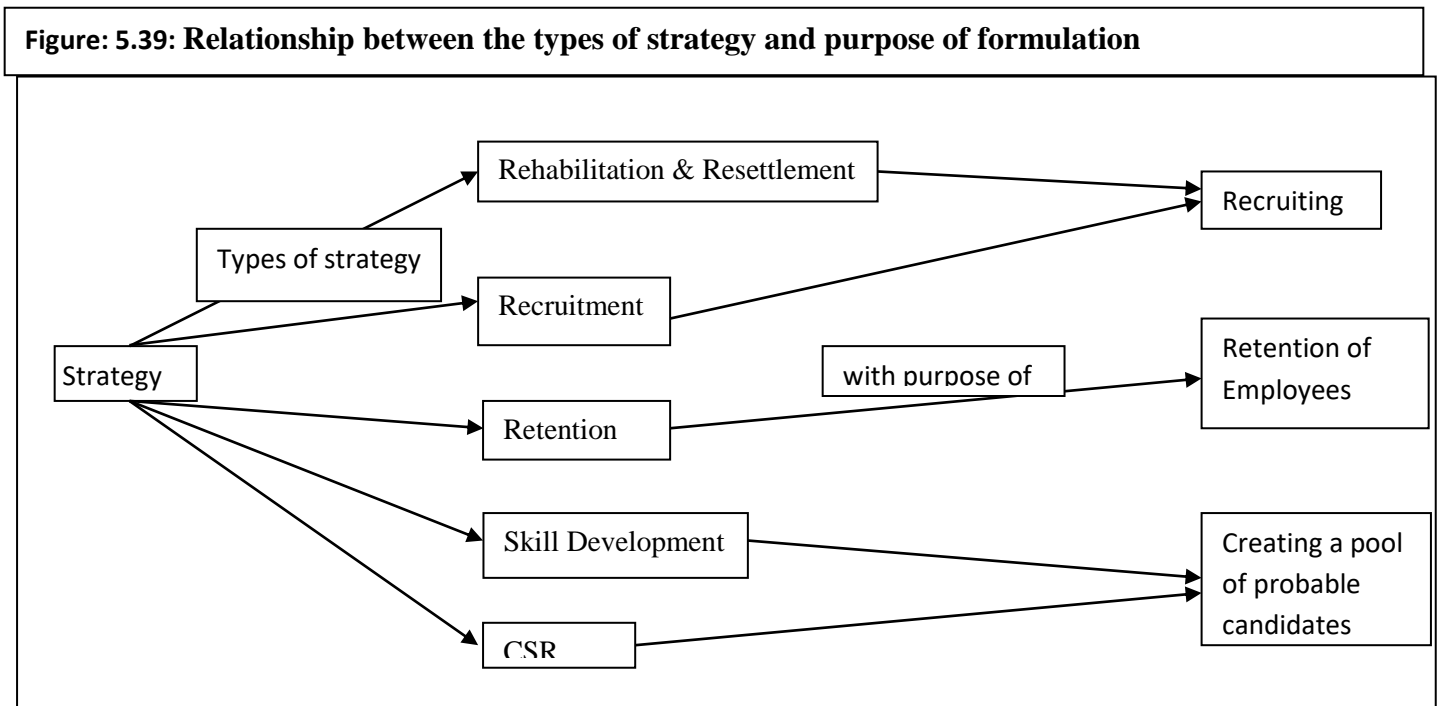 Figure: 5.39: Relationship between the types of strategy and purpose of formulation
Rehabilitation & Resettlement
Recruiting
Types of strategy
Recruitment
Strategy
with purpose of
Retention of
Employees
Retention
Skill Development
Creating a pool
of probable
candidates
CSR